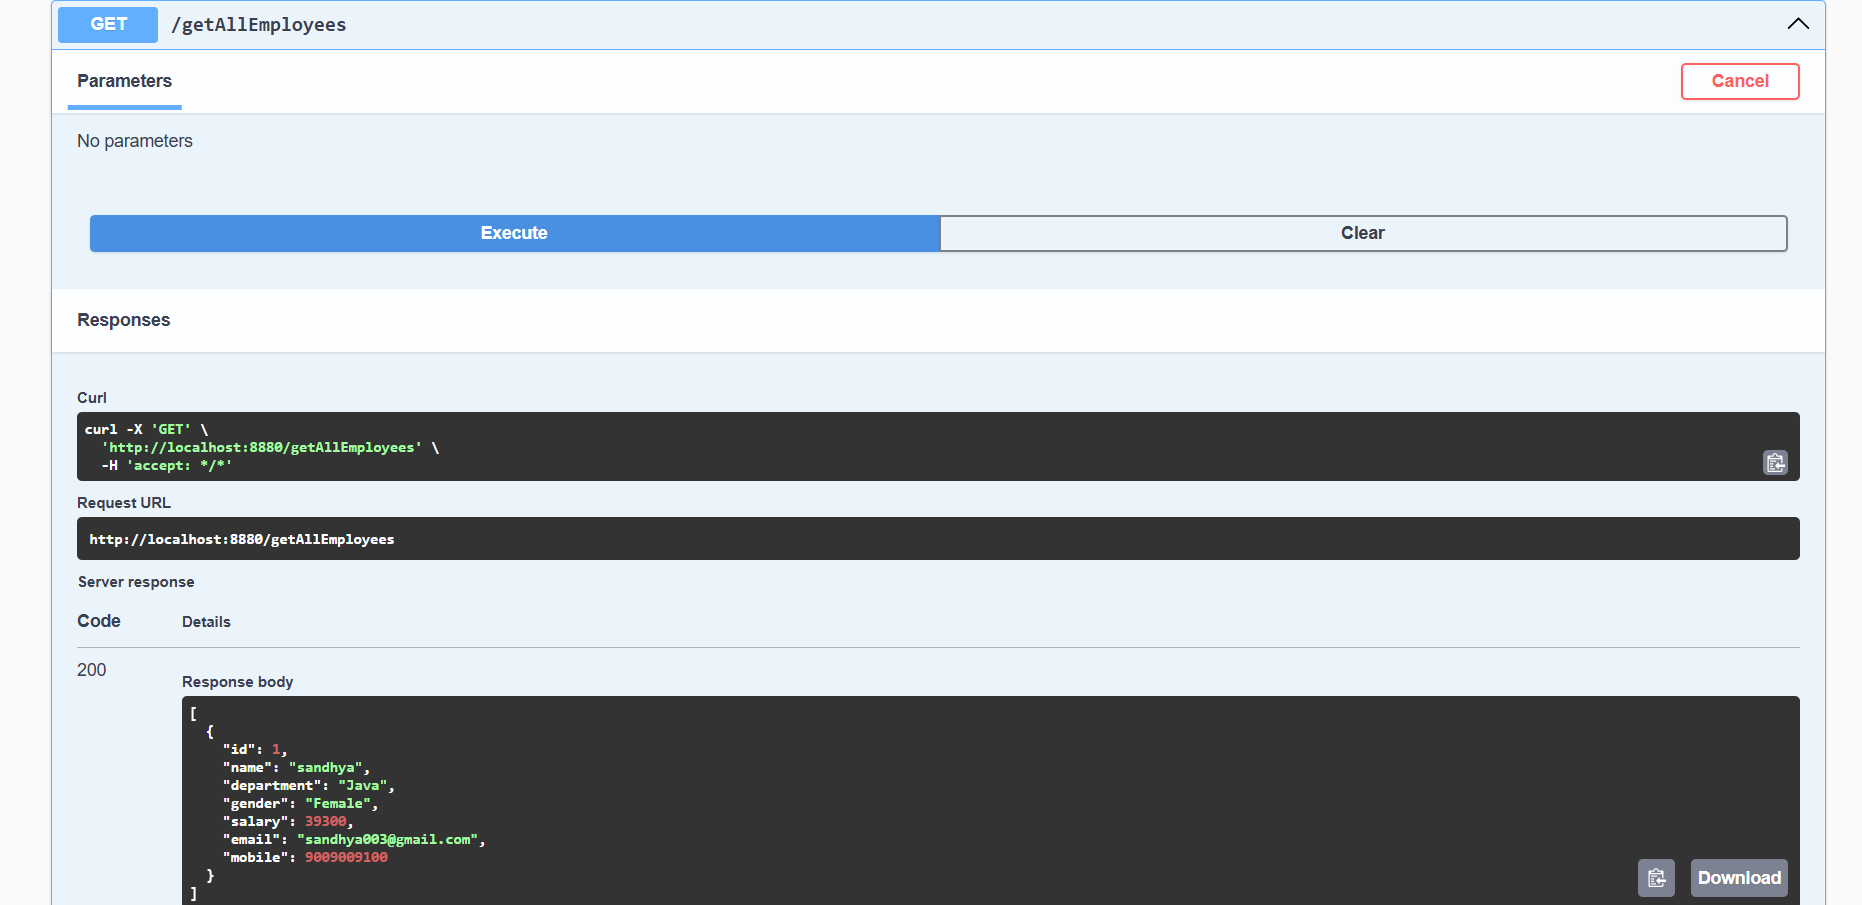 GET /getAllEmployees
Parameters
Cancel
No parameters
Execute
Clear
Responses
Curl
curl -X 'GET' \
  'http://localhost:8880/getAllEmployees' \
  -H 'accept: */*'
Request URL
http://localhost:8880/getAllEmployees
Server response
Code Details
200
Response body
[
  {
    "id": 1,
    "name": "sandhya",
    "department": "Java",
    "gender": "Female",
    "salary": 39300,
    "email": "sandhya003@gmail.com",
    "mobile": 9009009100
  }
]
Download